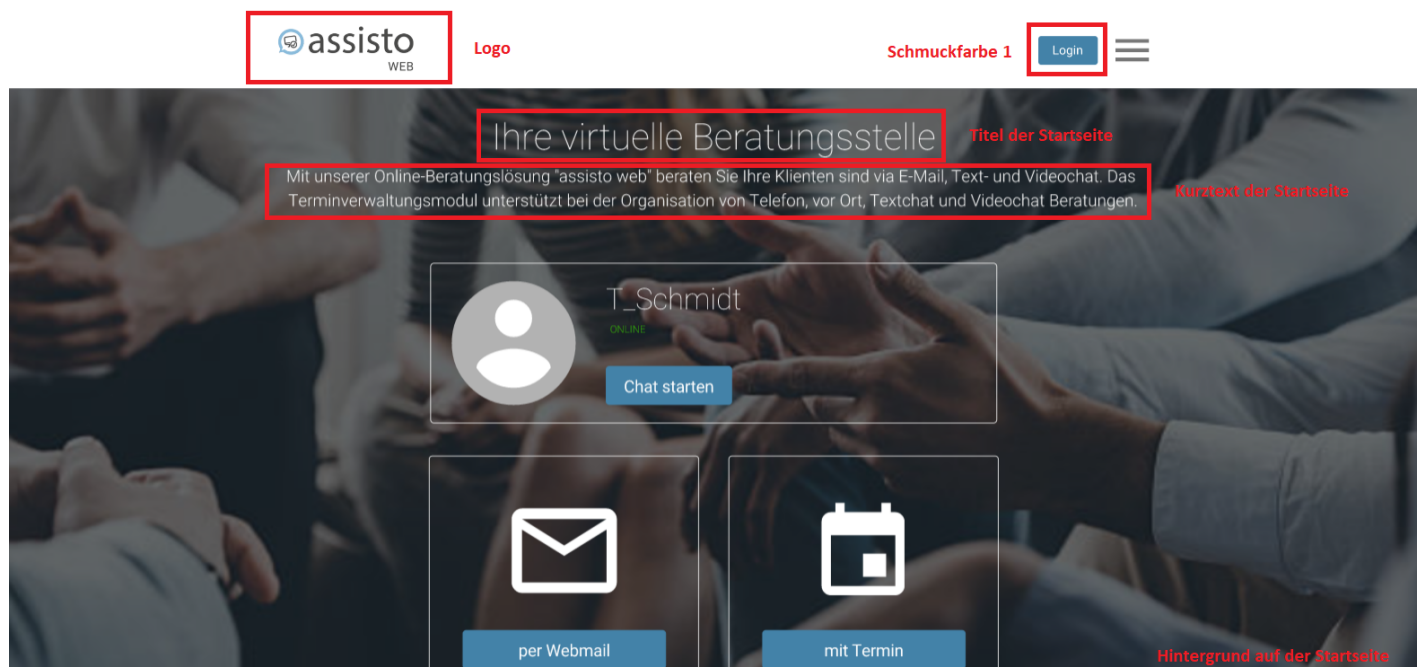 assisto
WEB
Logo
Schmuckfarbe 1
Login
Ihre virtuelle Beratungsstelle
Titel der Startseite
Mit unserer Online-Beratungslösung "assisto web" beraten Sie Ihre Klienten sind via E-Mail, Text- und Videochat. Das
Terminverwaltungsmodul unterstützt bei der Organisation von Telefon, vor Ort, Textchat und Videochat Beratungen.
Kurztext der Startseite
T_Schmidt
ONLINE
Chat starten
per Webmail
mit Termin
Hintergrund auf der Startseite